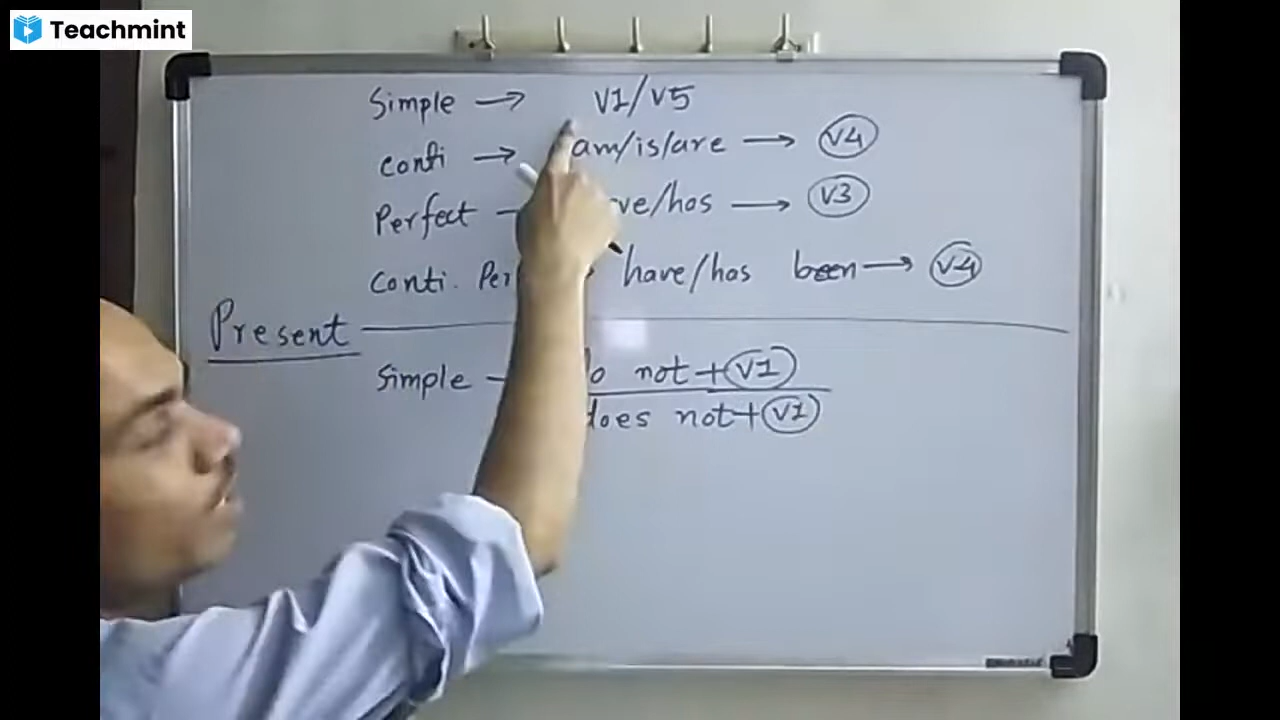 Teachmint
Simple → V1/V5
Conti → am/is/are → V4
Perfect → ve/has → V3
Conti. Per → have/has been → V4
Present
Simple → do not + V1
does not + V1